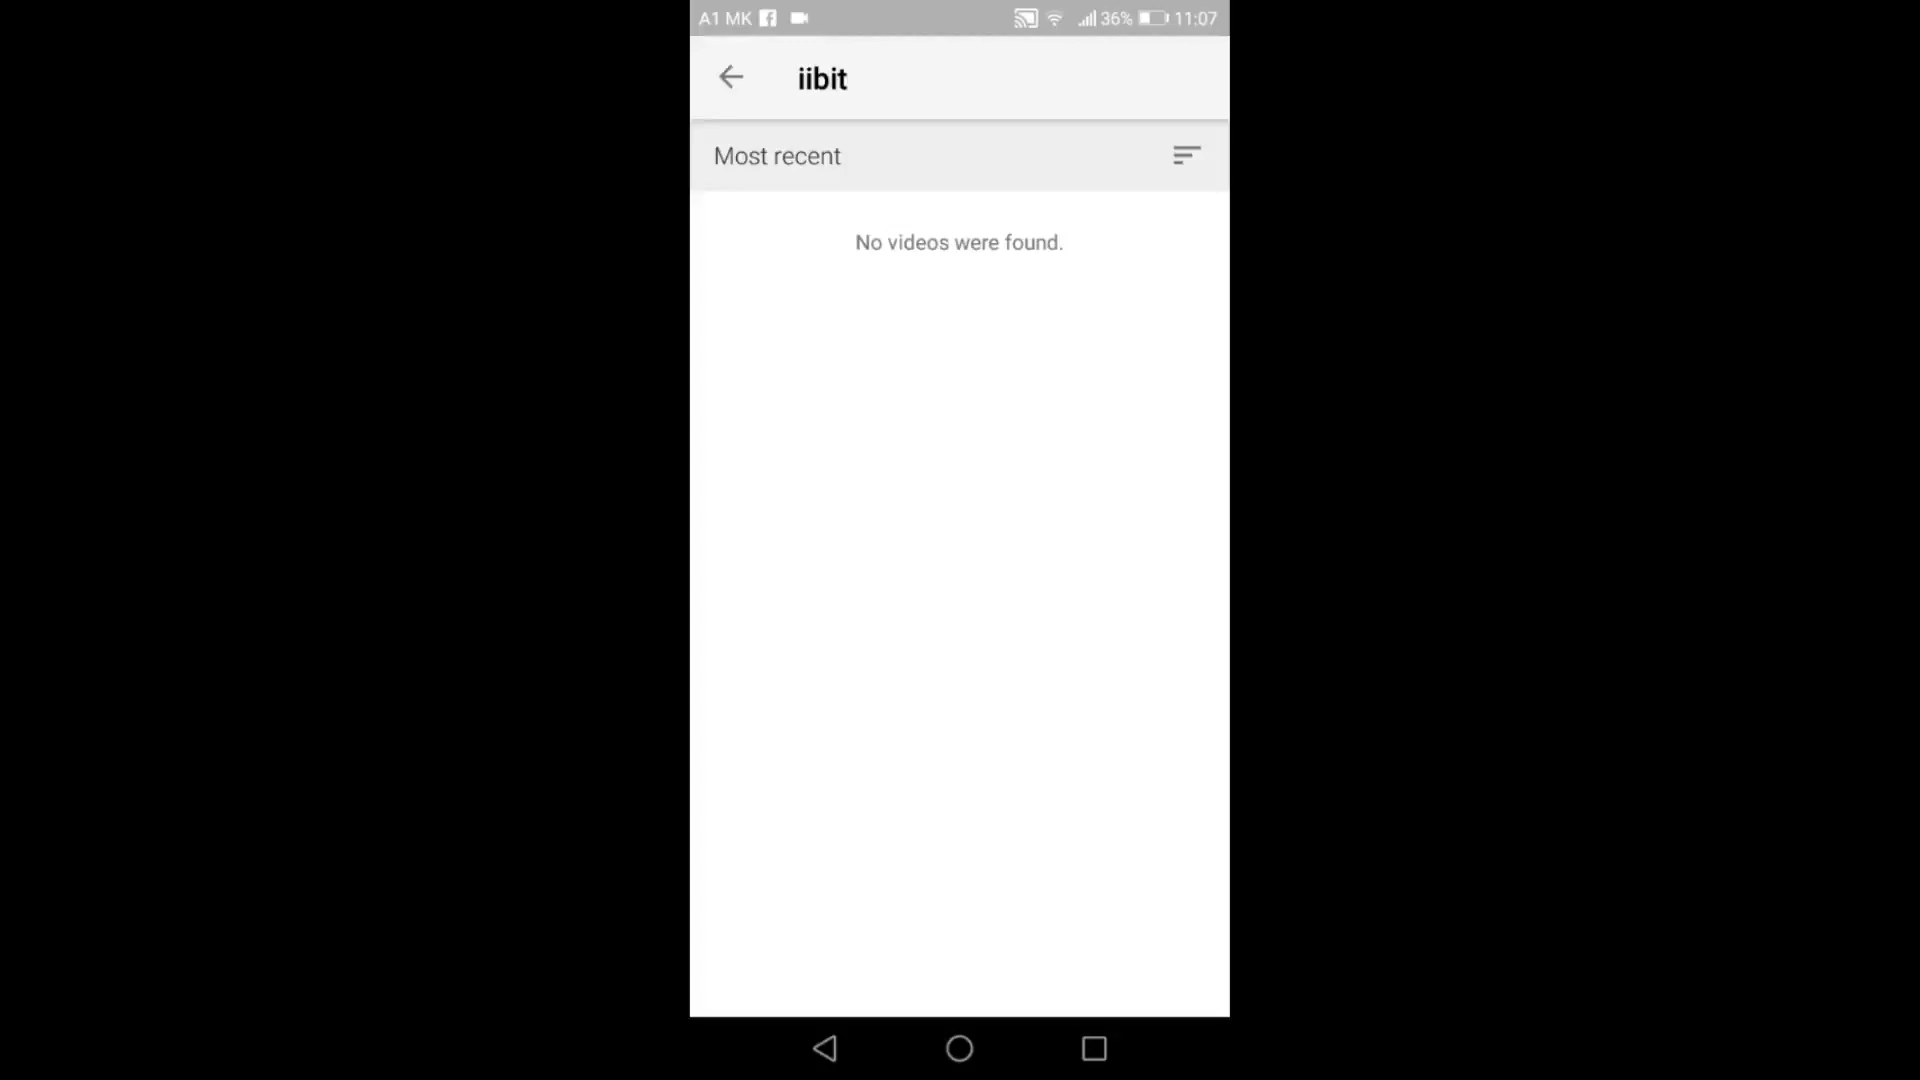 A1 MK 36% 11:07
iibit
Most recent
No videos were found.